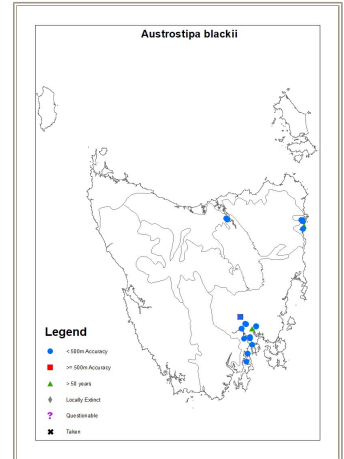 Austrostipa blackii
Legend
< 500m Accuracy
>= 500m Accuracy
> 50 years
Locally Extinct
? Questionable
Taken